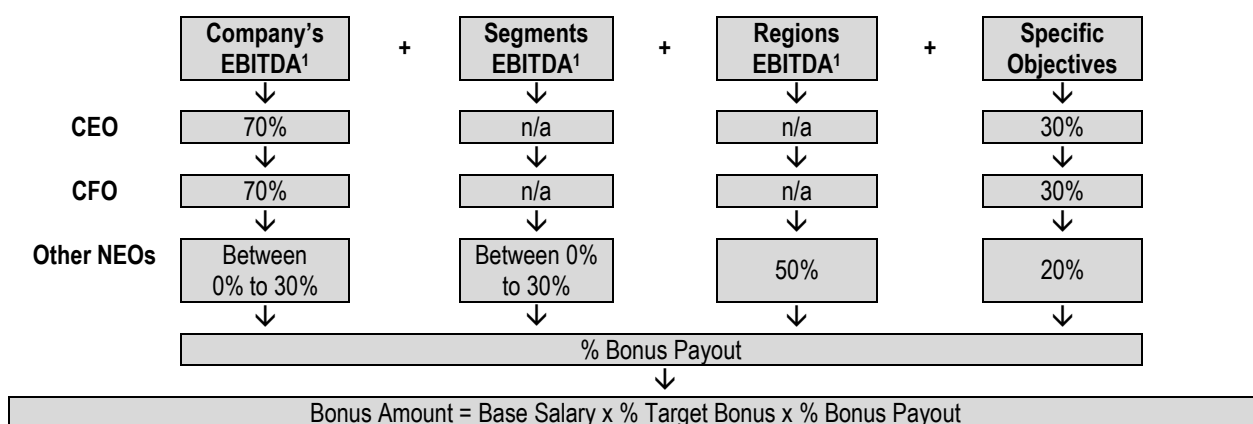 Company's + Segments + Regions + Specific
EBITDA¹ EBITDA¹ EBITDA¹ Objectives
CEO 70% n/a n/a 30%
CFO 70% n/a n/a 30%
Other NEOs Between Between 0% 50% 20%
0% to 30% to 30%
% Bonus Payout
Bonus Amount = Base Salary x % Target Bonus x % Bonus Payout